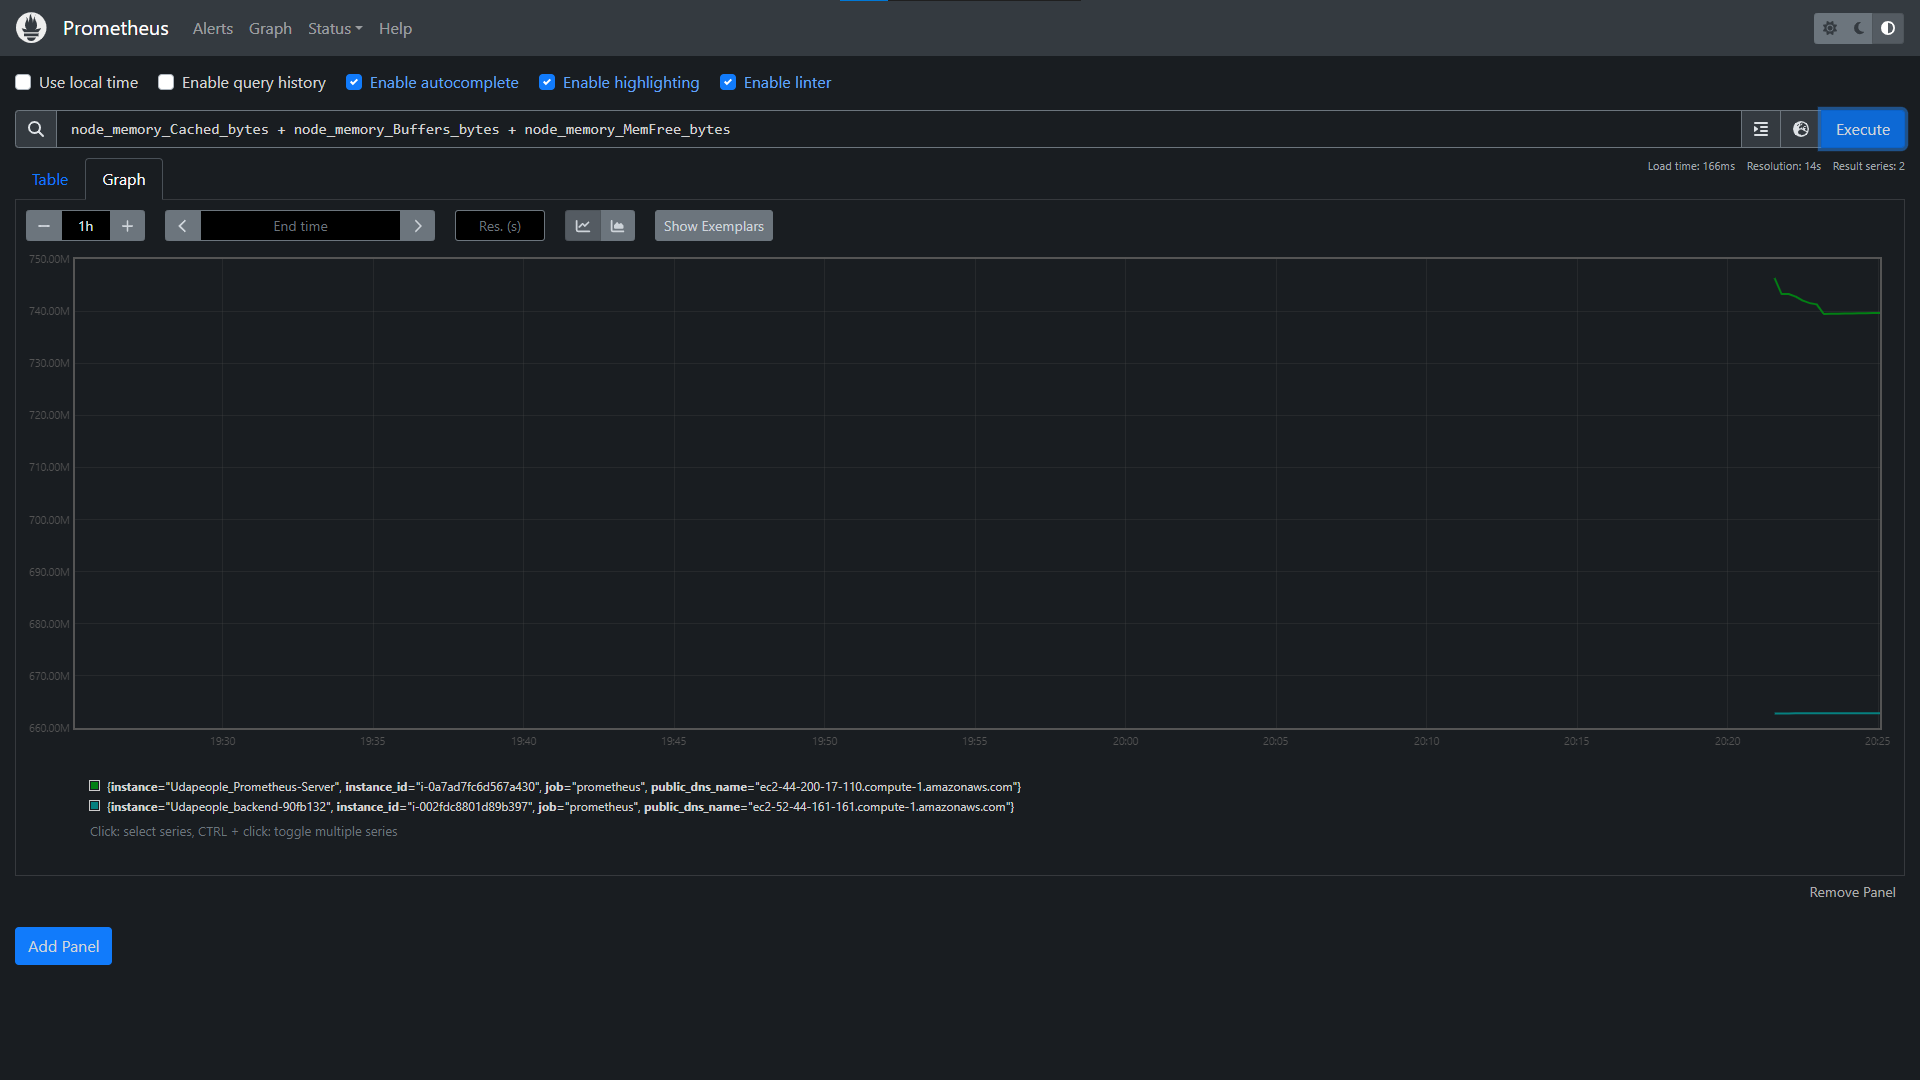 Prometheus Alerts Graph Status Help
Use local time Enable query history Enable autocomplete Enable highlighting Enable linter
node_memory_Cached_bytes + node_memory_Buffers_bytes + node_memory_MemFree_bytes Execute
Load time: 166ms Resolution: 14s Result series: 2
Table Graph
1h End time Res. (s) Show Exemplars
750.00M
740.00M
730.00M
720.00M
710.00M
700.00M
690.00M
680.00M
670.00M
660.00M
19:30 19:35 19:40 19:45 19:50 19:55 20:00 20:05 20:10 20:15 20:20 20:25
{instance="Udapeople_Prometheus-Server", instance_id="i-0a7ad7fc6d567a430", job="prometheus", public_dns_name="ec2-44-200-17-110.compute-1.amazonaws.com"}
{instance="Udapeople_backend-90fb132", instance_id="i-002fdc8801d89b397", job="prometheus", public_dns_name="ec2-52-44-161-161.compute-1.amazonaws.com"}
Click: select series, CTRL + click: toggle multiple series
Remove Panel
Add Panel